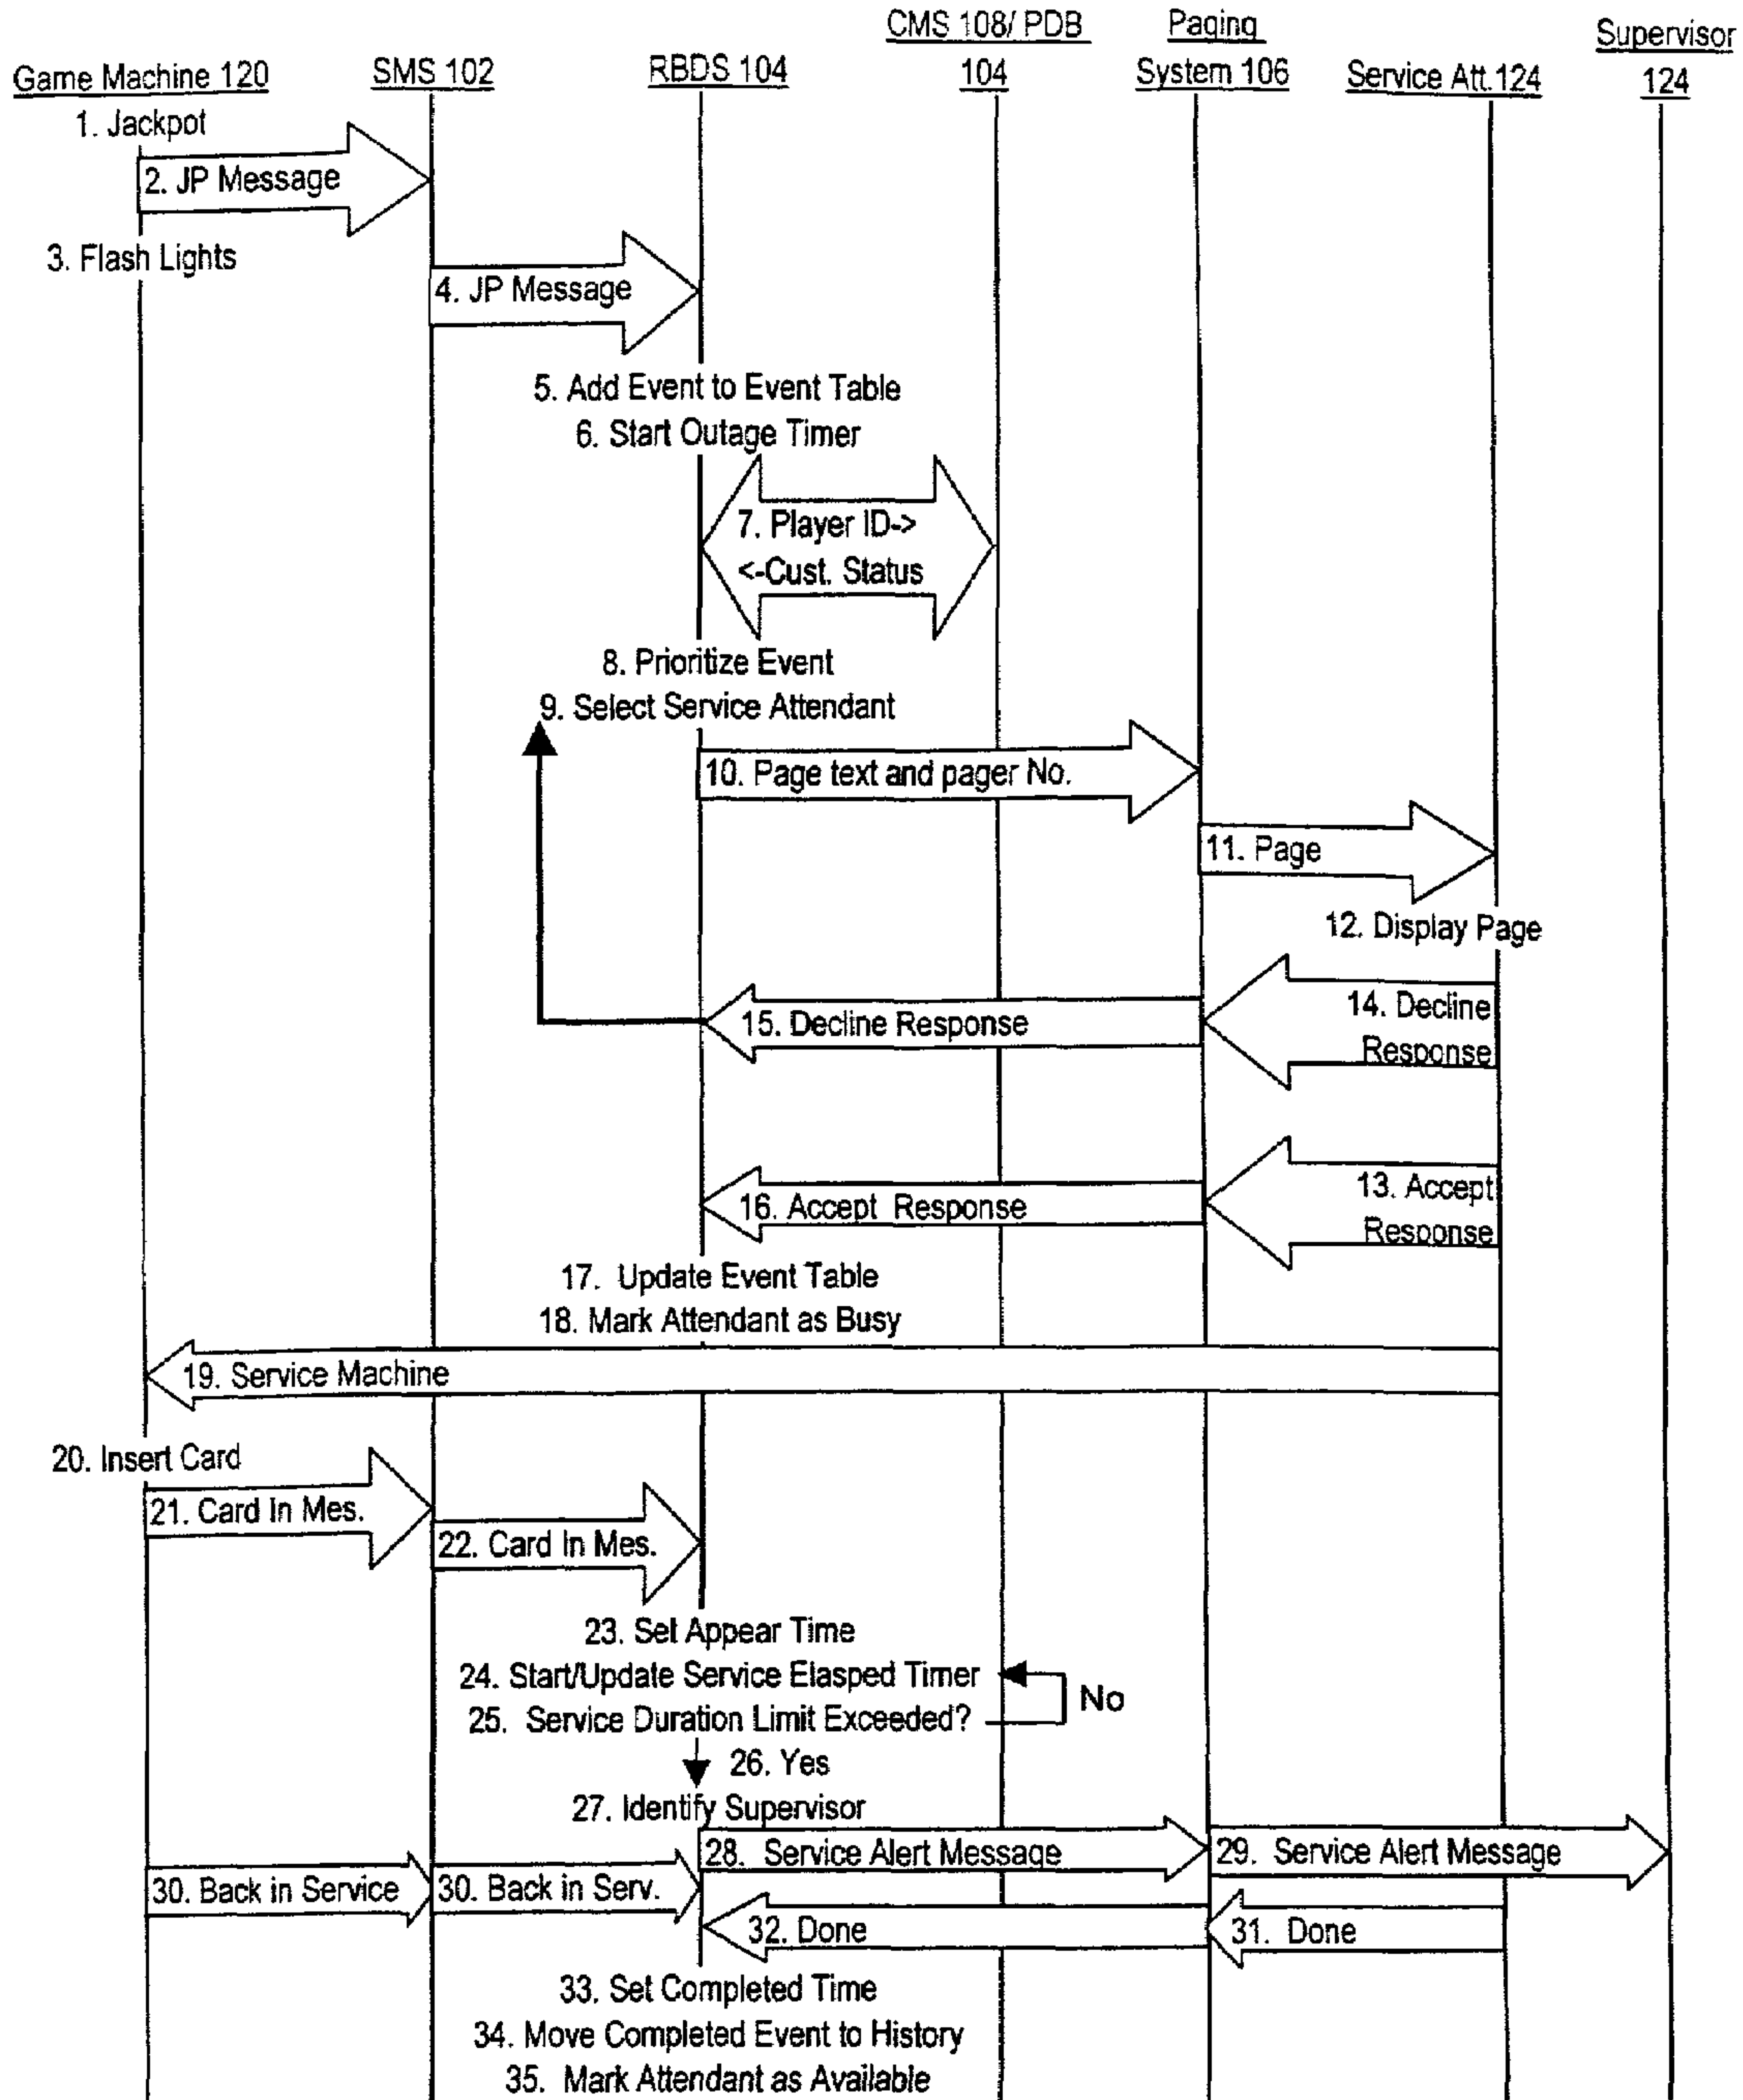 CMS 108/ PDB
104
Paging
System 106
Supervisor
124
Game Machine 120
SMS 102
RBDS 104
Service Att.124
1. Jackpot
2. JP Message
3. Flash Lights
4. JP Message
5. Add Event to Event Table
6. Start Outage Timer
7. Player ID->
<-Cust. Status
8. Prioritize Event
9. Select Service Attendant
10. Page text and pager No.
11. Page
12. Display Page
14. Decline
Response
15. Decline Response
13. Accept
Response
16. Accept Response
17. Update Event Table
18. Mark Attendant as Busy
19. Service Machine
20. Insert Card
21. Card In Mes.
22. Card In Mes.
23. Set Appear Time
24. Start/Update Service Elasped Timer
25. Service Duration Limit Exceeded?
No
26. Yes
27. Identify Supervisor
28. Service Alert Message
29. Service Alert Message
30. Back in Service
30. Back in Serv.
32. Done
31. Done
33. Set Completed Time
34. Move Completed Event to History
35. Mark Attendant as Available